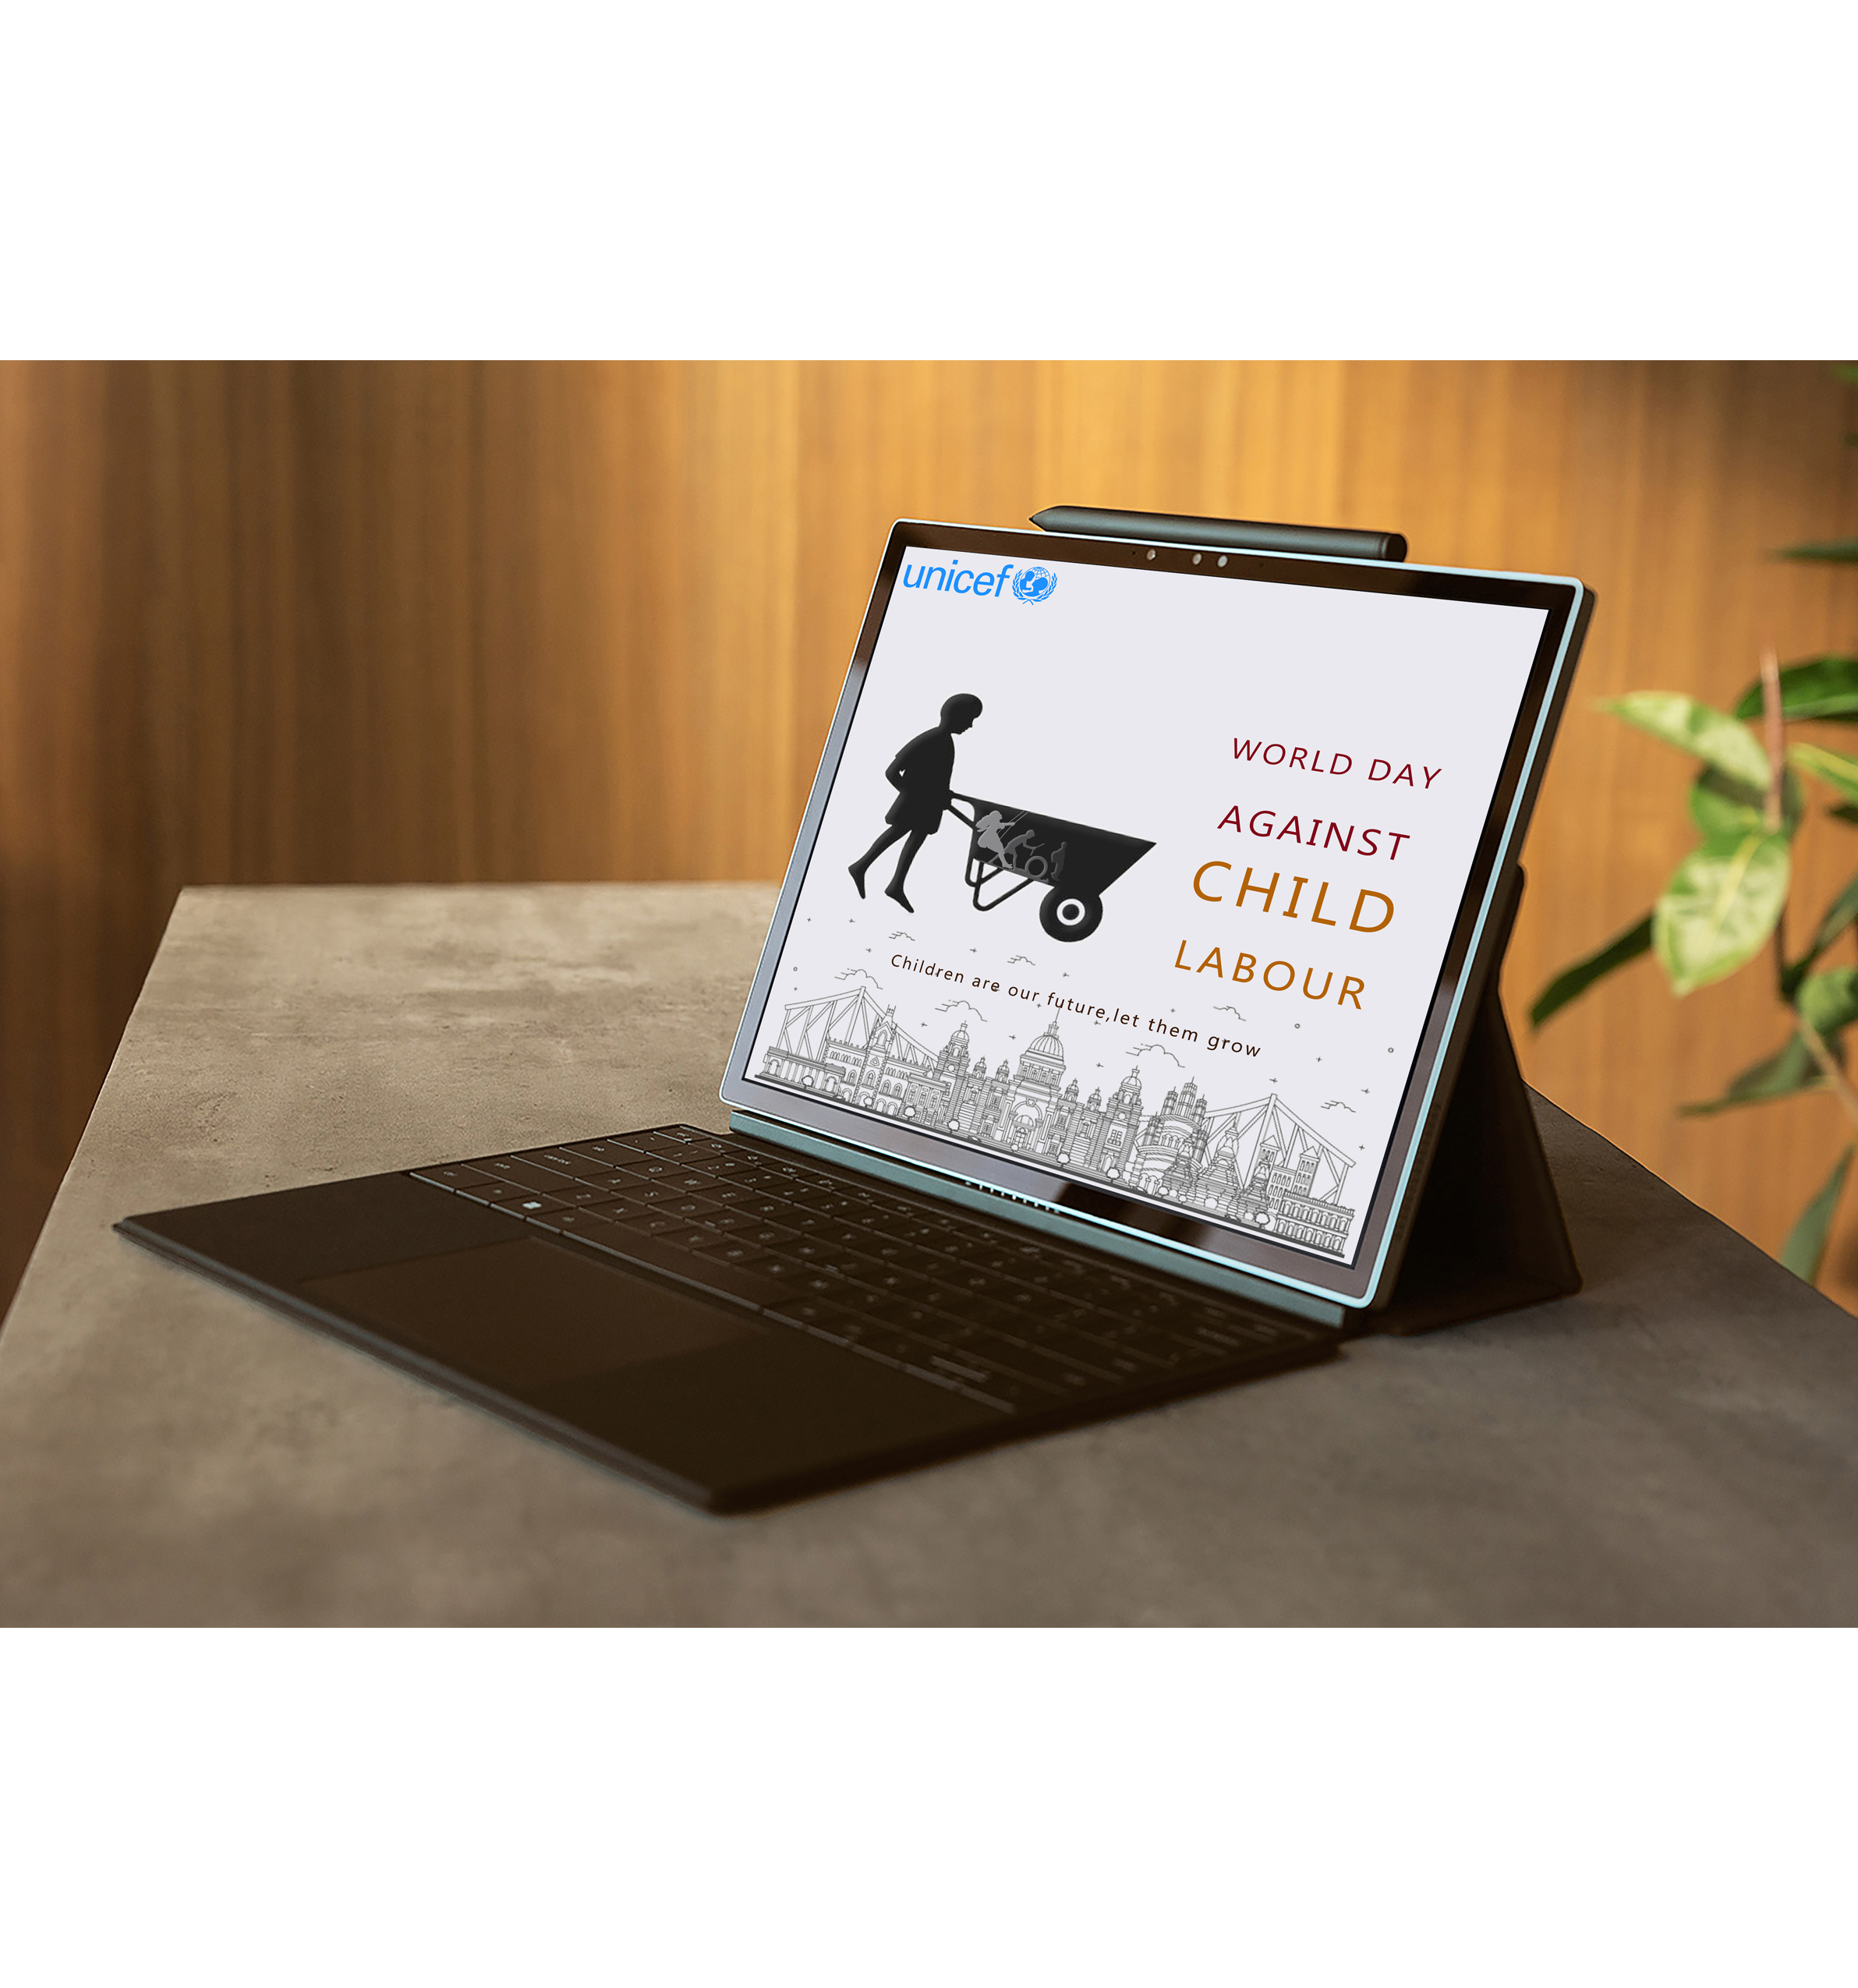 unicef
WORLD DAY
AGAINST
CHILD
LABOUR
Children are our future,let them grow